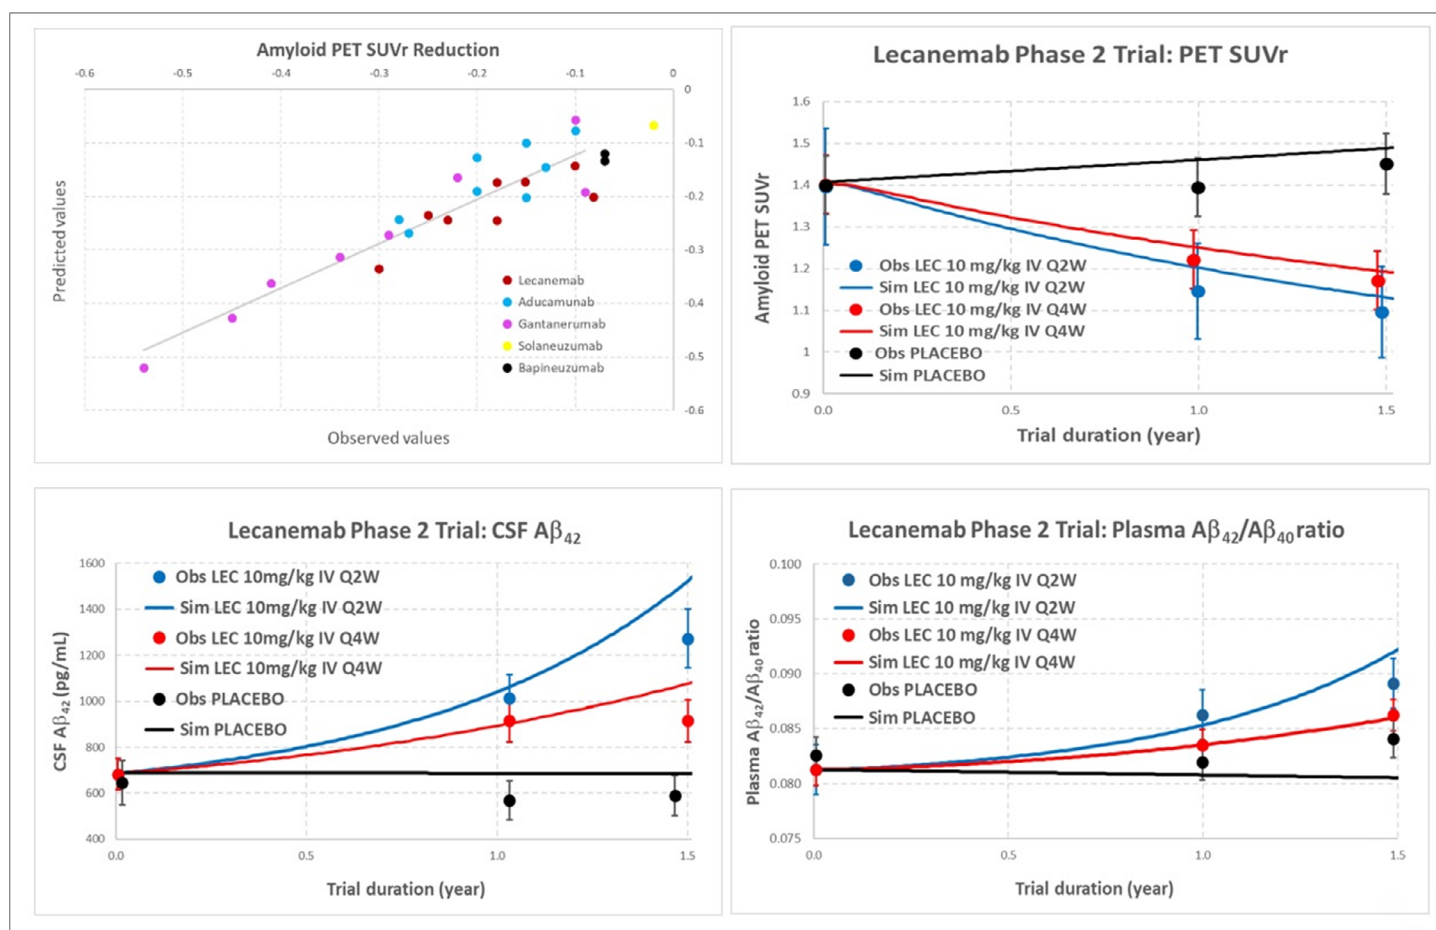 Amyloid PET SUVr Reduction
-0.6 -0.5 -0.4 -0.3 -0.2 -0.1 0
0
-0.1
-0.2
-0.3
-0.4
-0.5
-0.6
Predicted values
Lecanemab
Aducamunab
Gantanerumab
Solaneuzumab
Bapineuzumab
Observed values
Lecanemab Phase 2 Trial: PET SUVr
1.6
1.5
1.4
1.3
1.2
1.1
1
0.9
Amyloid PET SUVr
Obs LEC 10 mg/kg IV Q2W
Sim LEC 10 mg/kg IV Q2W
Obs LEC 10 mg/kg IV Q4W
Sim LEC 10 mg/kg IV Q4W
Obs PLACEBO
Sim PLACEBO
0.0 0.5 1.0 1.5
Trial duration (year)
Lecanemab Phase 2 Trial: CSF Aβ42
1600
1400
1200
1000
800
600
400
CSF Aβ42 (pg/mL)
Obs LEC 10mg/kg IV Q2W
Sim LEC 10mg/kg IV Q2W
Obs LEC 10mg/kg IV Q4W
Sim LEC 10mg/kg IV Q4W
Obs PLACEBO
Sim PLACEBO
0.0 0.5 1.0 1.5
Trial duration (year)
Lecanemab Phase 2 Trial: Plasma Aβ42/Aβ40 ratio
0.100
0.095
0.090
0.085
0.080
0.075
Plasma Aβ42/Aβ40 ratio
Obs LEC 10 mg/kg IV Q2W
Sim LEC 10 mg/kg IV Q2W
Obs LEC 10 mg/kg IV Q4W
Sim LEC 10 mg/kg IV Q4W
Obs PLACEBO
Sim PLACEBO
0.0 0.5 1.0 1.5
Trial duration (year)